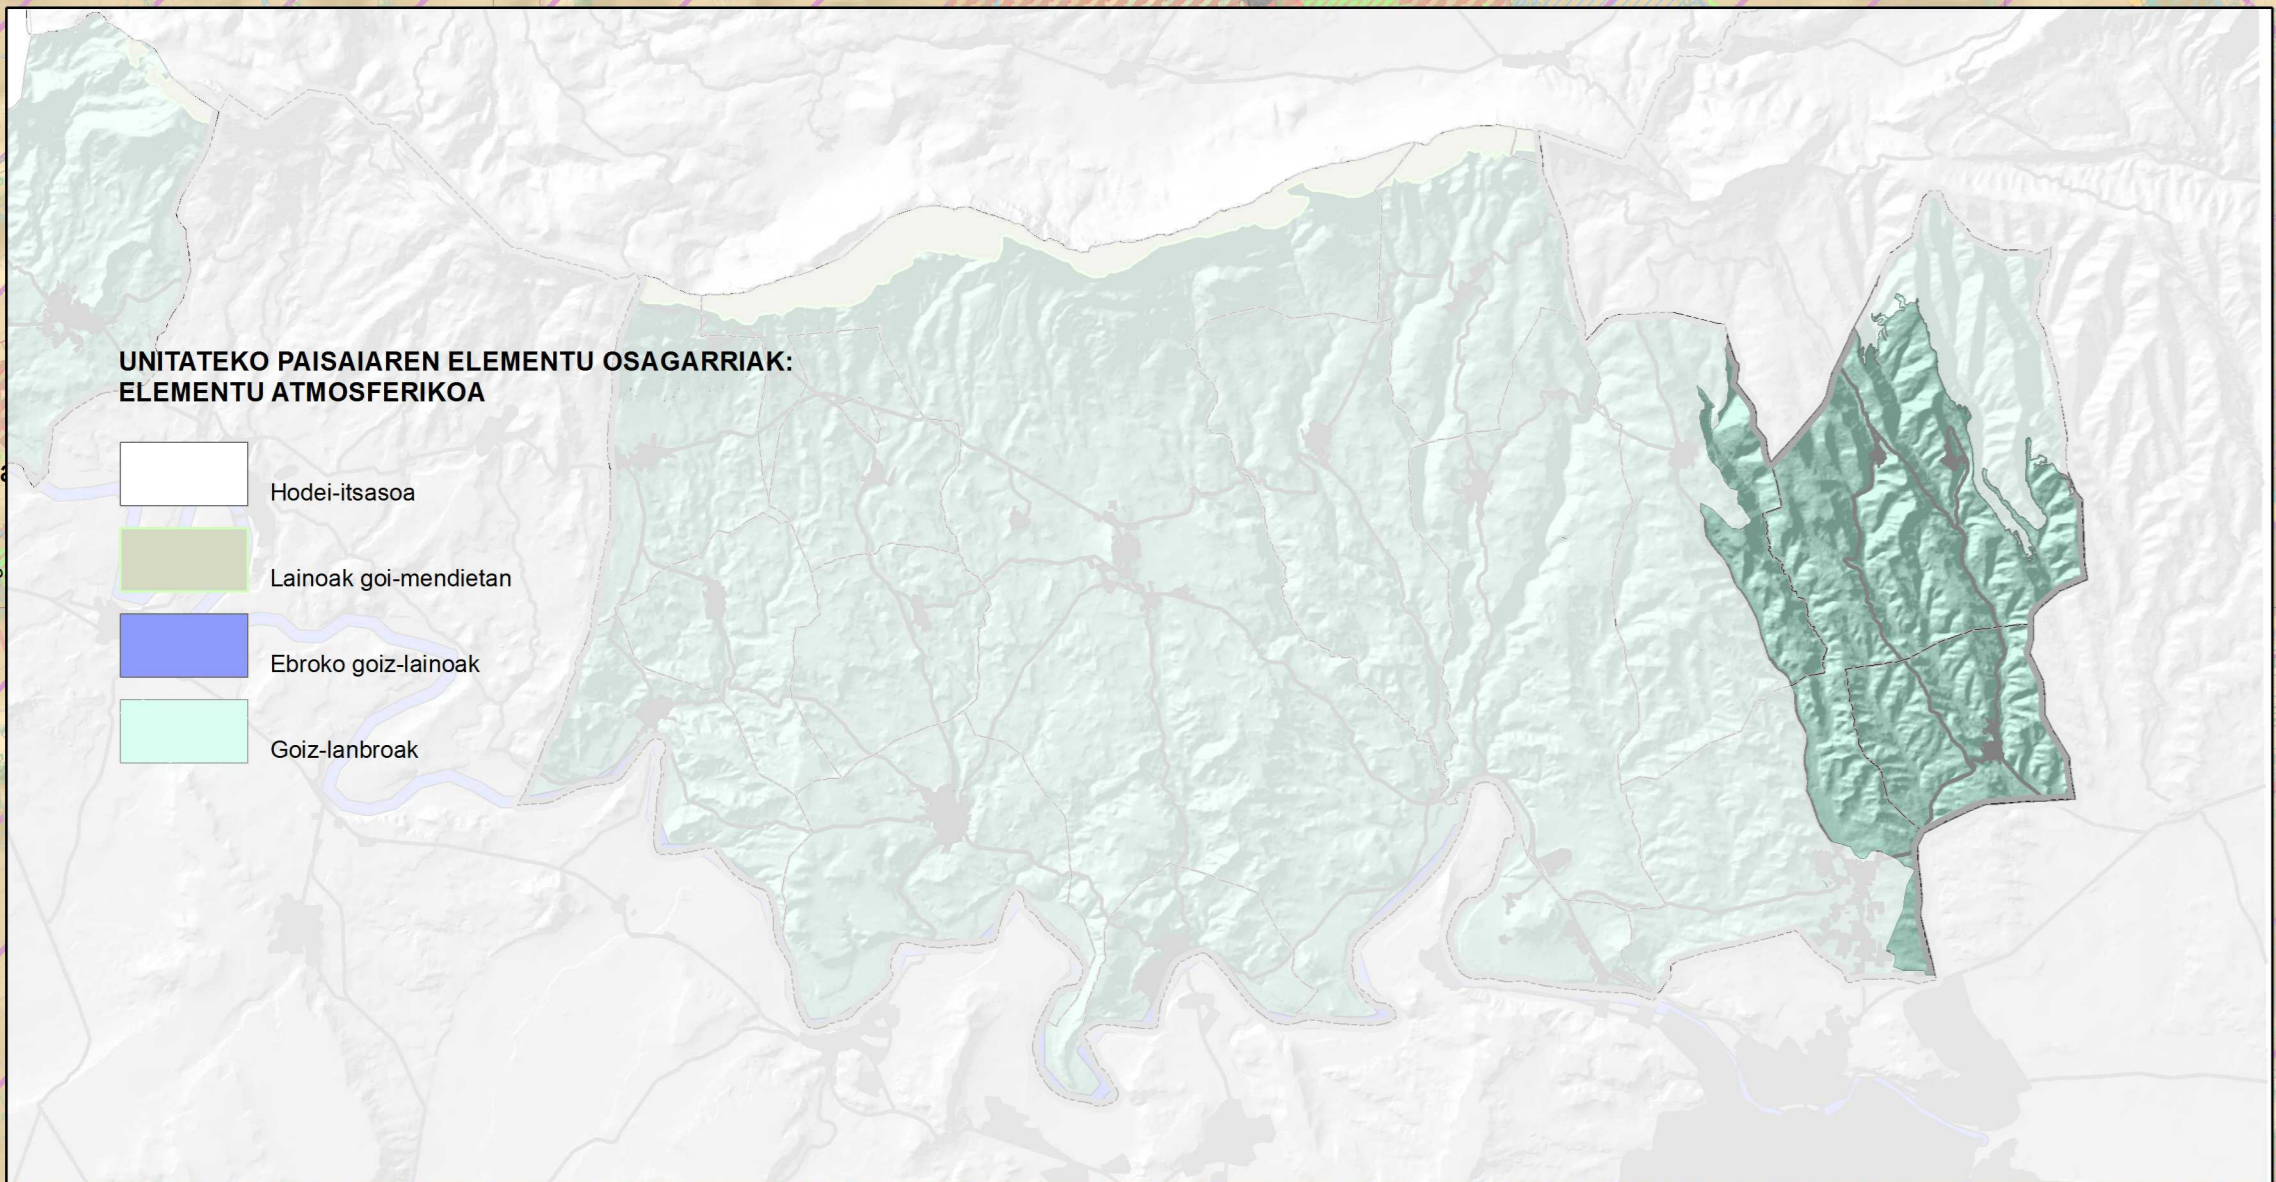 UNITATEKO PAISAIAREN ELEMENTU OSAGARRIAK:
ELEMENTU ATMOSFERIKOA
Hodei-itsasoa
Lainoak goi-mendietan
Ebroko goiz-lainoak
Goiz-lanbroak